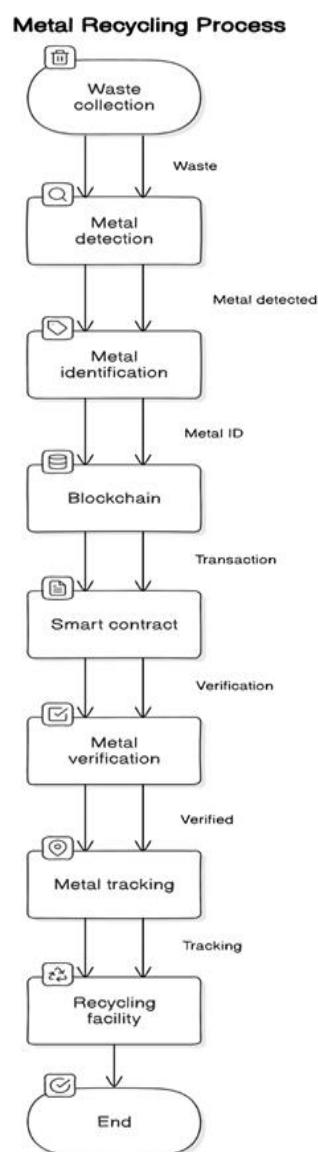 Metal Recycling Process
Waste
collection
Waste
Metal
detection
Metal detected
Metal
identification
Metal ID
Blockchain
Transaction
Smart contract
Verification
Metal
verification
Verified
Metal tracking
Tracking
Recycling
facility
End